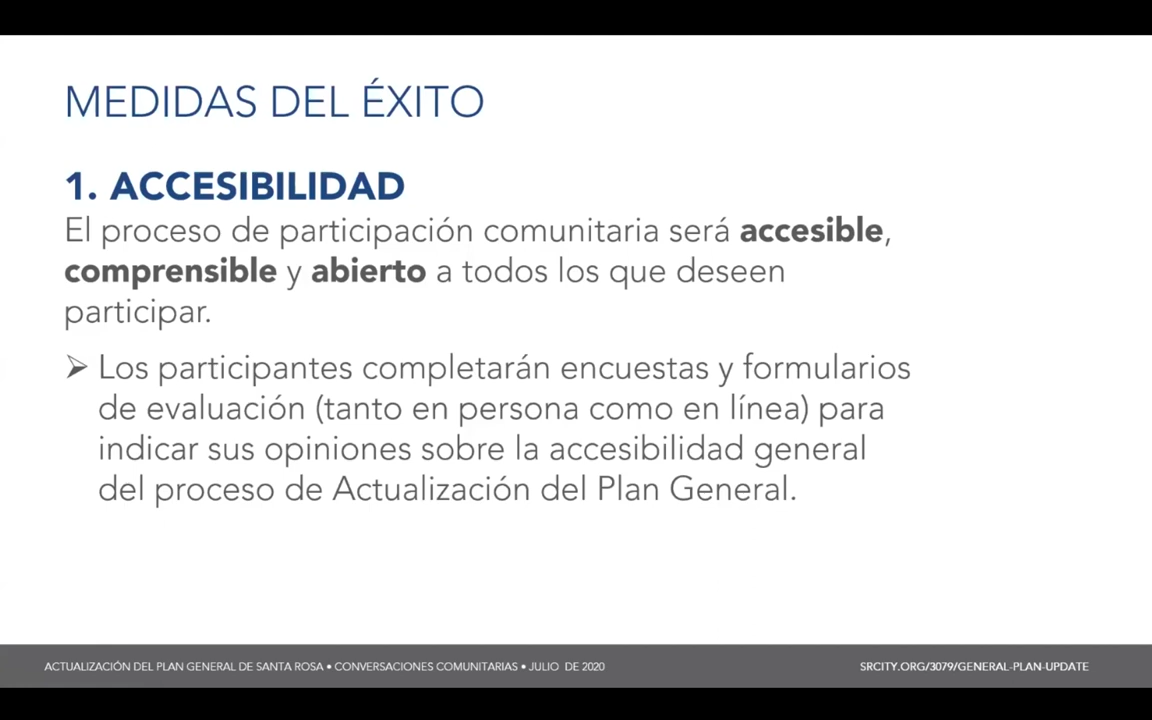 MEDIDAS DEL ÉXITO
1. ACCESIBILIDAD
El proceso de participación comunitaria será accesible,
comprensible y abierto a todos los que deseen
participar.
➢ Los participantes completarán encuestas y formularios
de evaluación (tanto en persona como en línea) para
indicar sus opiniones sobre la accesibilidad general
del proceso de Actualización del Plan General.
ACTUALIZACIÓN DEL PLAN GENERAL DE SANTA ROSA • CONVERSACIONES COMUNITARIAS • JULIO DE 2020
SRCITY.ORG/3079/GENERAL-PLAN-UPDATE